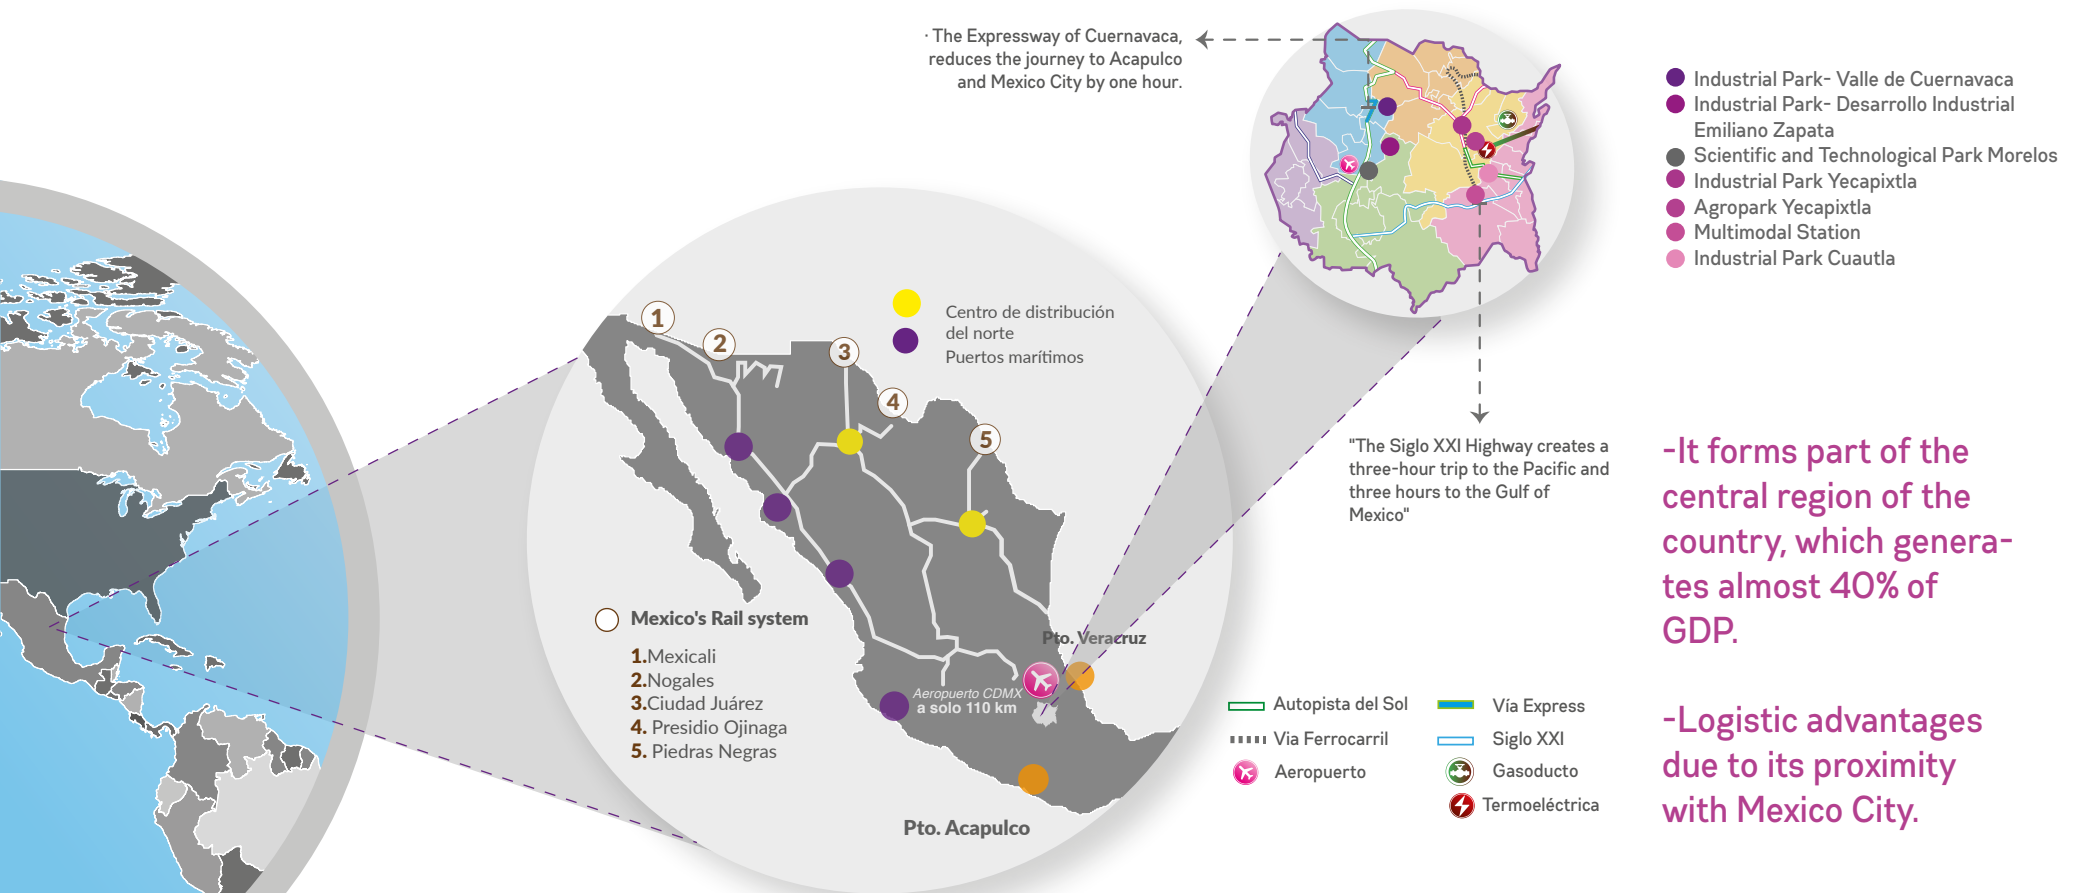 · The Expressway of Cuernavaca,
reduces the journey to Acapulco
and Mexico City by one hour.
Industrial Park- Valle de Cuernavaca
Industrial Park- Desarrollo Industrial
Emiliano Zapata
Scientific and Technological Park Morelos
Industrial Park Yecapixtla
Agropark Yecapixtla
Multimodal Station
Industrial Park Cuautla
Centro de distribución
del norte
Puertos marítimos
1
2
3
4
5
"The Siglo XXI Highway creates a
three-hour trip to the Pacific and
three hours to the Gulf of
Mexico"
-It forms part of the
central region of the
country, which genera-
tes almost 40% of
GDP.
-Logistic advantages
due to its proximity
with Mexico City.
Mexico's Rail system
1.Mexicali
2.Nogales
3.Ciudad Juárez
4. Presidio Ojinaga
5. Piedras Negras
Pto. Veracruz
Aeropuerto CDMX
a solo 110 km
Pto. Acapulco
Autopista del Sol
Vía Express
Via Ferrocarril
Siglo XXI
Aeropuerto
Gasoducto
Termoeléctrica